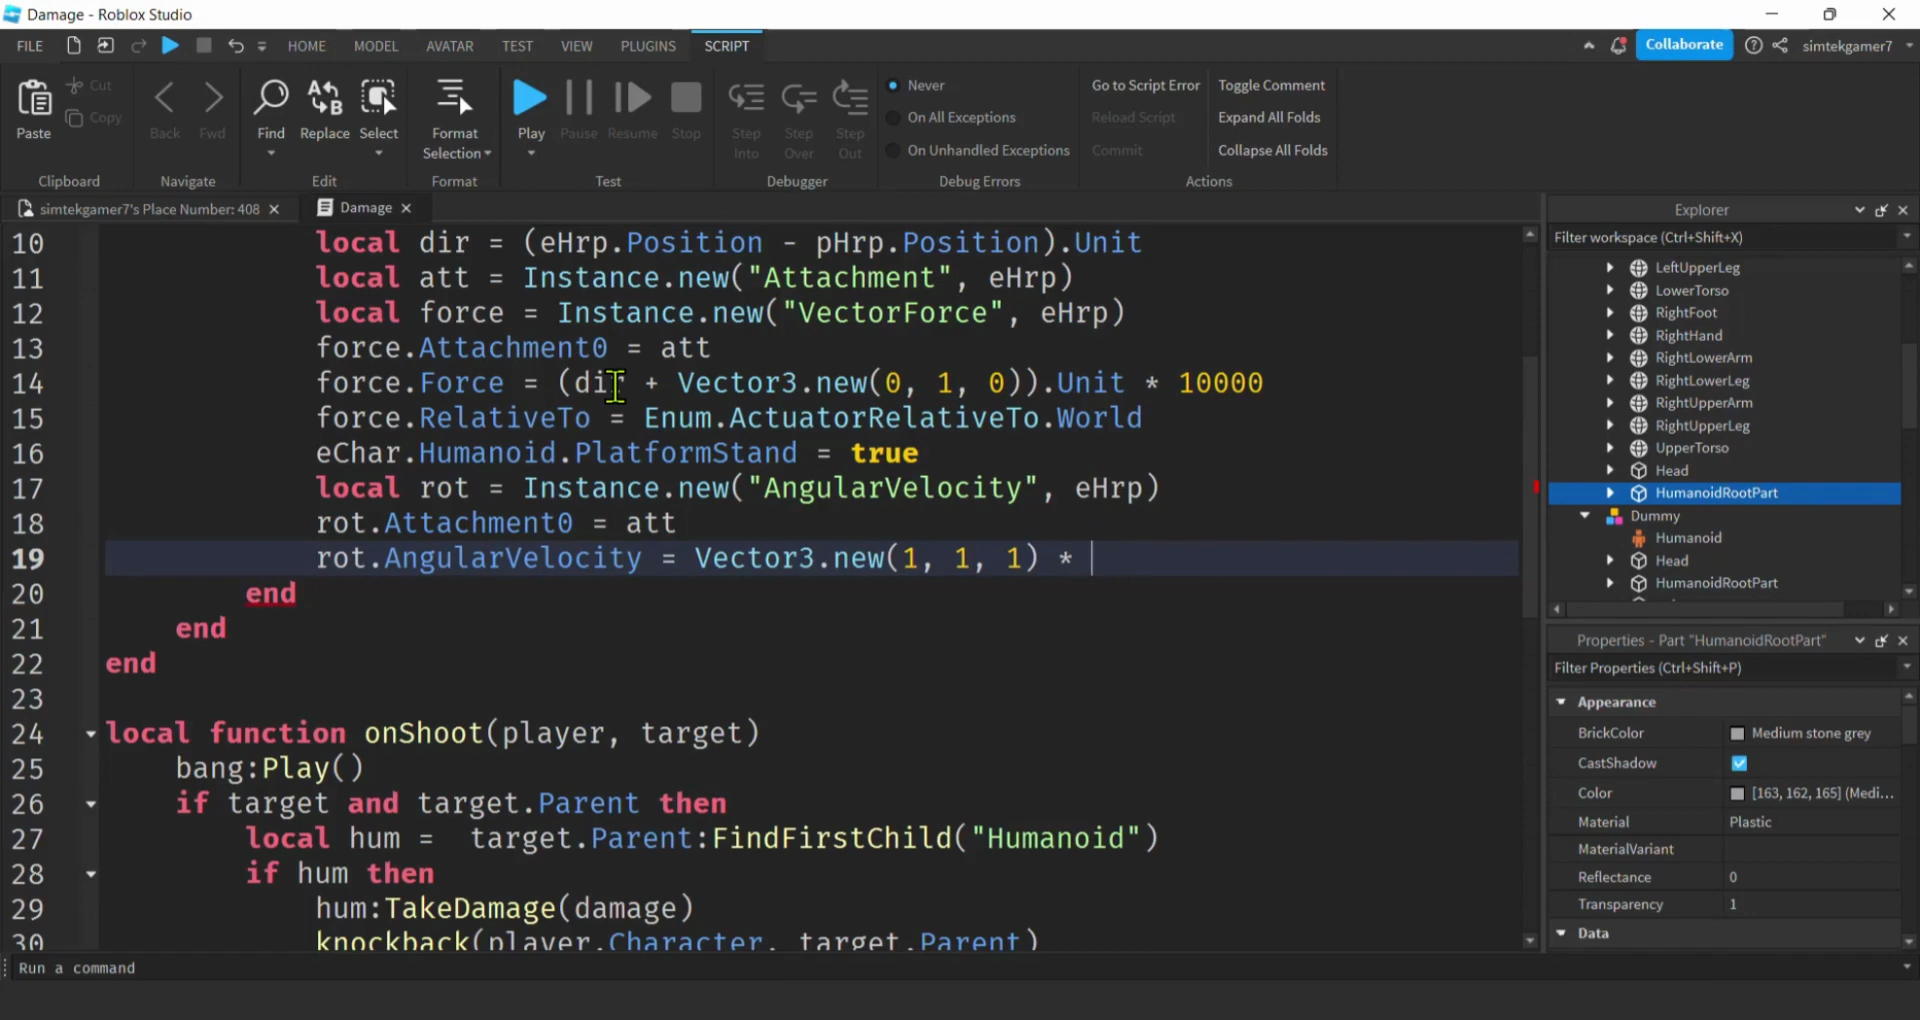 Damage - Roblox Studio
FILE HOME MODEL AVATAR TEST VIEW PLUGINS SCRIPT Collaborate simtekgamer7
Paste Cut Copy Back Fwd Find Replace Select Format Selection Play Pause Resume Stop Step Into Step Over Step Out
Never
On All Exceptions
On Unhandled Exceptions
Go to Script Error
Reload Script
Commit
Toggle Comment
Expand All Folds
Collapse All Folds
Clipboard Navigate Edit Format Test Debugger Debug Errors Actions
simtekgamer7's Place Number: 408 Damage
10 local dir = (eHrp.Position - pHrp.Position).Unit
11 local att = Instance.new("Attachment", eHrp)
12 local force = Instance.new("VectorForce", eHrp)
13 force.Attachment0 = att
14 force.Force = (dir + Vector3.new(0, 1, 0)).Unit * 10000
15 force.RelativeTo = Enum.ActuatorRelativeTo.World
16 eChar.Humanoid.PlatformStand = true
17 local rot = Instance.new("AngularVelocity", eHrp)
18 rot.Attachment0 = att
19 rot.AngularVelocity = Vector3.new(1, 1, 1) *
20 end
21 end
22 end
23
24 local function onShoot(player, target)
25 bang:Play()
26 if target and target.Parent then
27 local hum = target.Parent:FindFirstChild("Humanoid")
28 if hum then
29 hum:TakeDamage(damage)
30 knockback(player.Character, target.Parent)
Run a command
Explorer
Filter workspace (Ctrl+Shift+X)
LeftUpperLeg
LowerTorso
RightFoot
RightHand
RightLowerArm
RightLowerLeg
RightUpperArm
RightUpperLeg
UpperTorso
Head
HumanoidRootPart
Dummy
Humanoid
Head
HumanoidRootPart
Properties - Part "HumanoidRootPart"
Filter Properties (Ctrl+Shift+P)
Appearance
BrickColor Medium stone grey
CastShadow
Color [163, 162, 165] (Medi...
Material Plastic
MaterialVariant
Reflectance 0
Transparency 1
Data